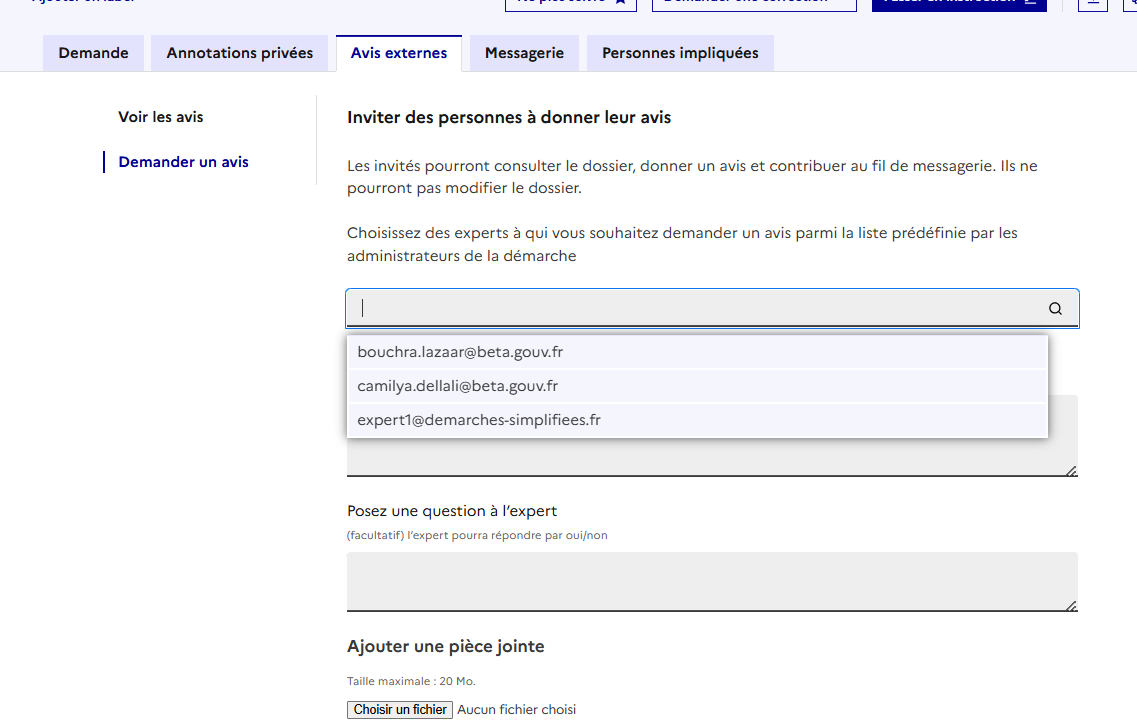 Demande
Annotations privées
Avis externes
Messagerie
Personnes impliquées
Voir les avis
Demander un avis
Inviter des personnes à donner leur avis
Les invités pourront consulter le dossier, donner un avis et contribuer au fil de messagerie. Ils ne
pourront pas modifier le dossier.
Choisissez des experts à qui vous souhaitez demander un avis parmi la liste prédéfinie par les
administrateurs de la démarche
bouchra.lazaar@beta.gouv.fr
camilya.dellali@beta.gouv.fr
expert1@demarches-simplifiees.fr
Posez une question à l’expert
(facultatif) l’expert pourra répondre par oui/non
Ajouter une pièce jointe
Taille maximale : 20 Mo.
Choisir un fichier Aucun fichier choisi